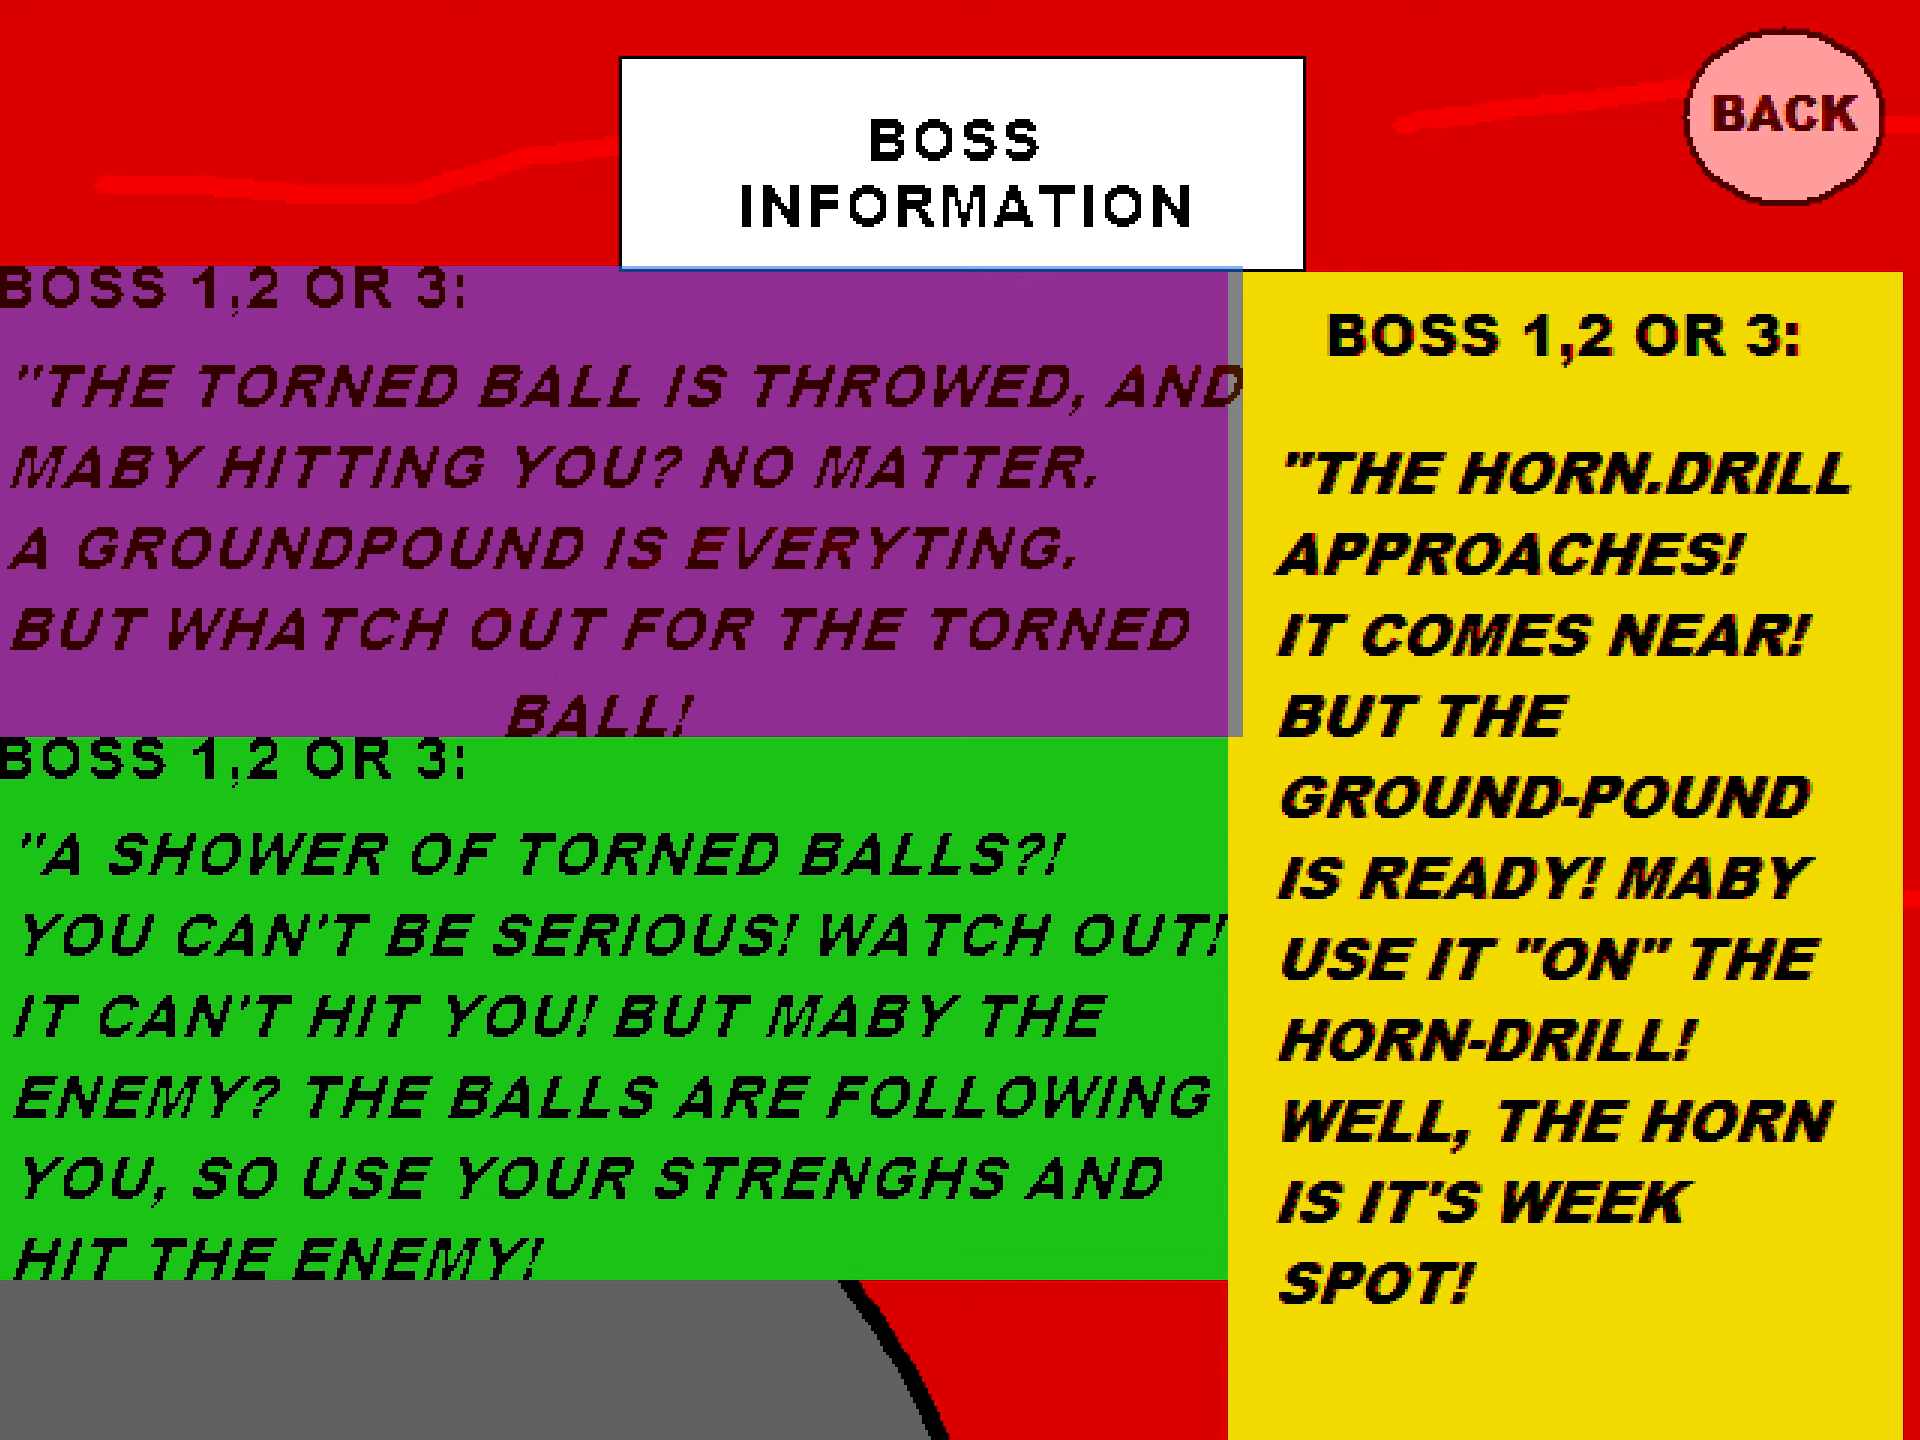 BOSS
INFORMATION
BACK
BOSS 1,2 OR 3:
"THE TORNED BALL IS THROWED, AND
MABY HITTING YOU? NO MATTER.
A GROUNDPOUND IS EVERYTING.
BUT WHATCH OUT FOR THE TORNED
BALL!
BOSS 1,2 OR 3:
"A SHOWER OF TORNED BALLS?!
YOU CAN'T BE SERIOUS! WATCH OUT!
IT CAN'T HIT YOU! BUT MABY THE
ENEMY? THE BALLS ARE FOLLOWING
YOU, SO USE YOUR STRENGHS AND
HIT THE ENEMY!
BOSS 1,2 OR 3:
"THE HORN.DRILL
APPROACHES!
IT COMES NEAR!
BUT THE
GROUND-POUND
IS READY! MABY
USE IT "ON" THE
HORN-DRILL!
WELL, THE HORN
IS IT'S WEEK
SPOT!